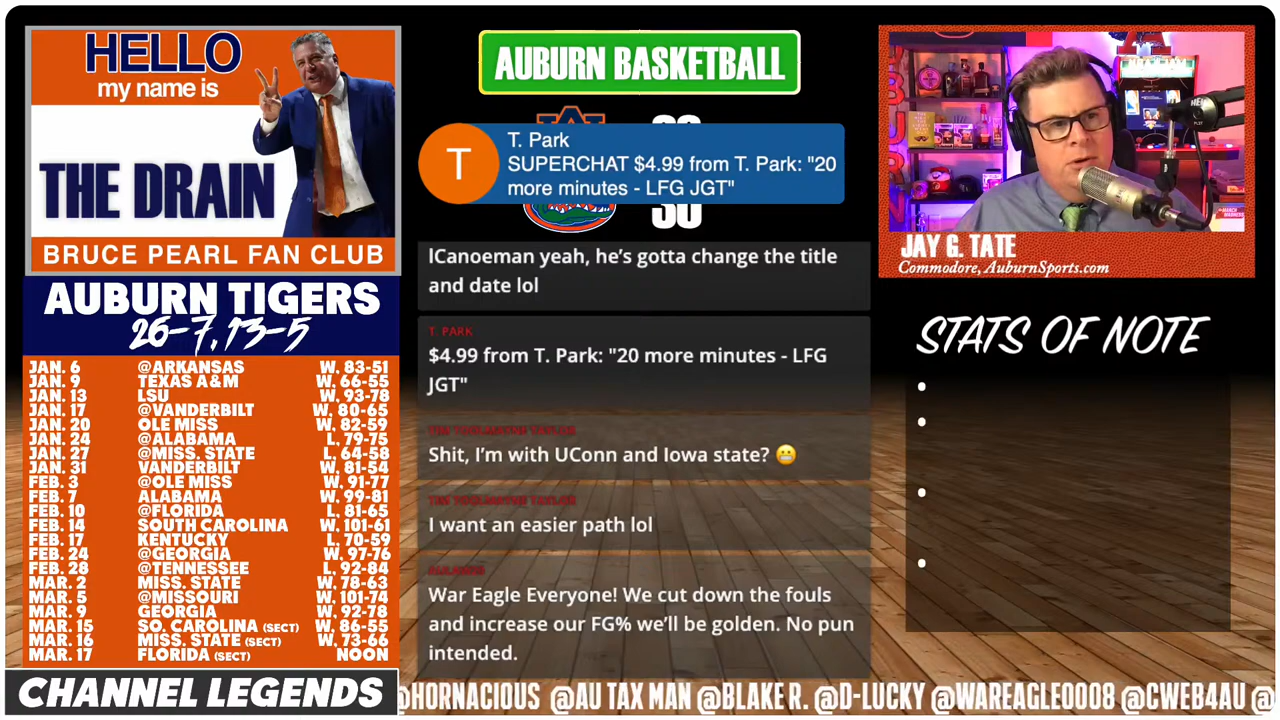 HELLO
my name is
THE DRAIN
BRUCE PEARL FAN CLUB
AUBURN TIGERS
26-7, 13-5
JAN. 6 @ARKANSAS W, 83-51
JAN. 9 TEXAS A&M W, 66-55
JAN. 13 LSU W, 93-78
JAN. 17 @VANDERBILT W, 80-65
JAN. 20 OLE MISS W, 82-59
JAN. 24 @ALABAMA L, 79-75
JAN. 27 @MISS. STATE L, 64-58
JAN. 31 VANDERBILT W, 81-54
FEB. 3 @OLE MISS W, 91-77
FEB. 7 ALABAMA W, 99-81
FEB. 10 @FLORIDA L, 81-65
FEB. 14 SOUTH CAROLINA W, 101-61
FEB. 17 KENTUCKY L, 70-59
FEB. 24 @GEORGIA W, 97-76
FEB. 28 @TENNESSEE L, 92-84
MAR. 2 MISS. STATE W, 78-63
MAR. 5 @MISSOURI W, 101-74
MAR. 9 GEORGIA W, 92-78
MAR. 15 SO. CAROLINA (SECT) W, 86-55
MAR. 16 MISS. STATE (SECT) W, 73-66
MAR. 17 FLORIDA (SECT) NOON
CHANNEL LEGENDS
AUBURN BASKETBALL
T
T. Park
SUPERCHAT $4.99 from T. Park: "20
more minutes - LFG JGT"
lCanoeman yeah, he's gotta change the title
and date lol
T. PARK
$4.99 from T. Park: "20 more minutes - LFG
JGT"
Shit, I'm with UConn and Iowa state? 😬
I want an easier path lol
War Eagle Everyone! We cut down the fouls
and increase our FG% we'll be golden. No pun
intended.
JAY G. TATE
Commodore, AuburnSports.com
STATS OF NOTE
@HORNACIOUS @AU TAX MAN @BLAKE R. @D-LUCKY @WAREAGLE0008 @CWEB4AU @